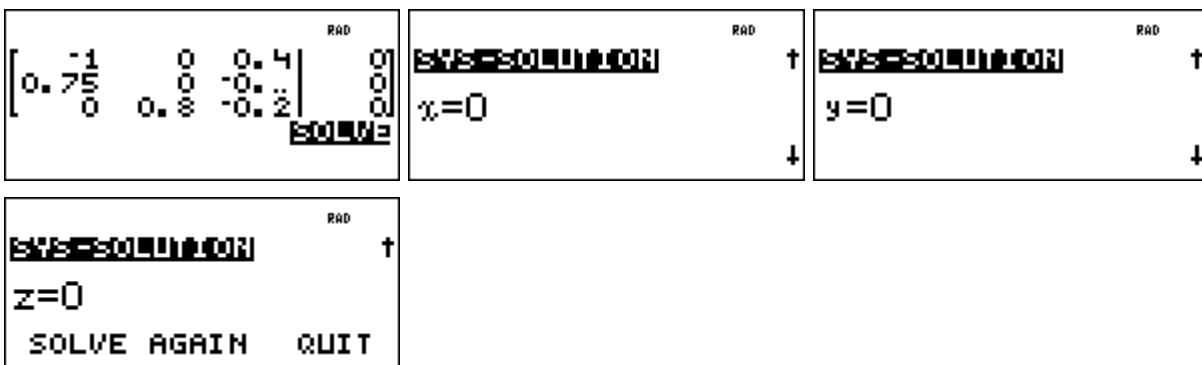 RAD
-1 0 0.4 0
0.75 0 -0... 0
0 0.8 -0.2 0
SOLVE
RAD
SYS-SOLUTION ↑
x=0
↓
RAD
SYS-SOLUTION ↑
y=0
↓
RAD
SYS-SOLUTION ↑
z=0
SOLVE AGAIN QUIT